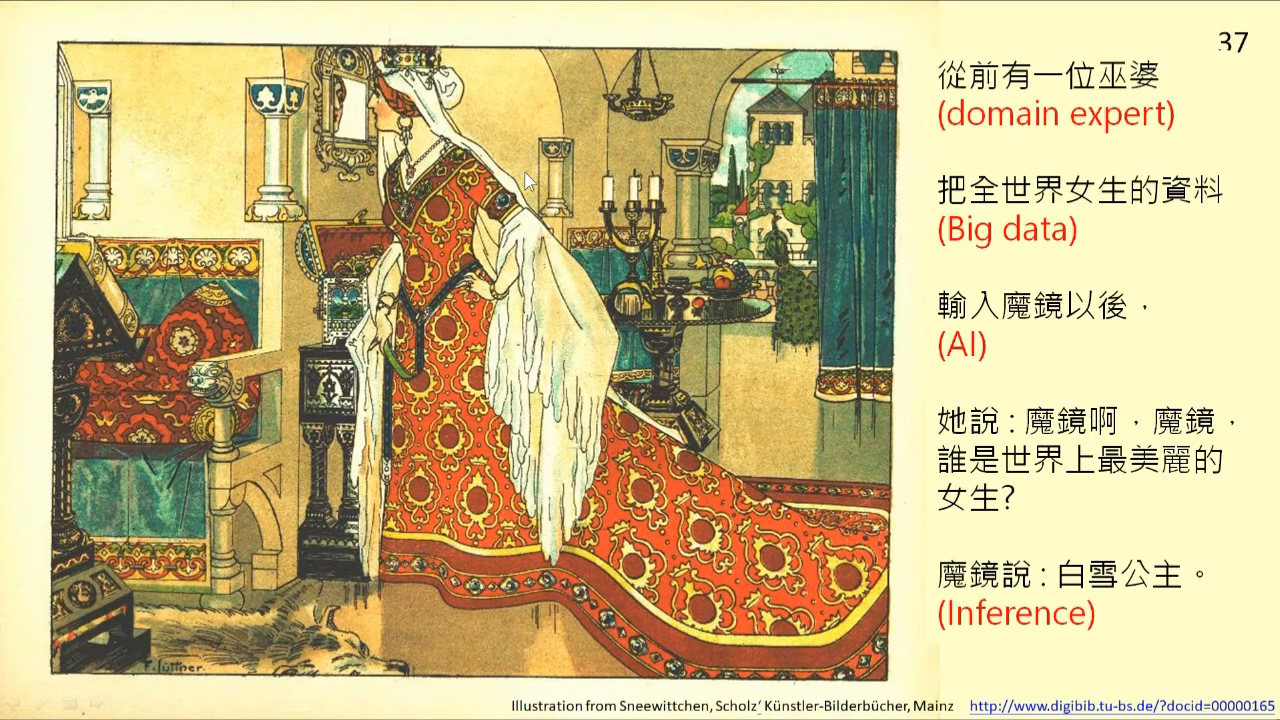 37
從前有一位巫婆
(domain expert)
把全世界女生的資料
(Big data)
輸入魔鏡以後，
(AI)
她說：魔鏡啊，魔鏡，
誰是世界上最美麗的
女生?
魔鏡說：白雪公主。
(Inference)
F. Jüttner.
Illustration from Sneewittchen, Scholz‘ Künstler-Bilderbücher, Mainz http://www.digibib.tu-bs.de/?docid=00000165